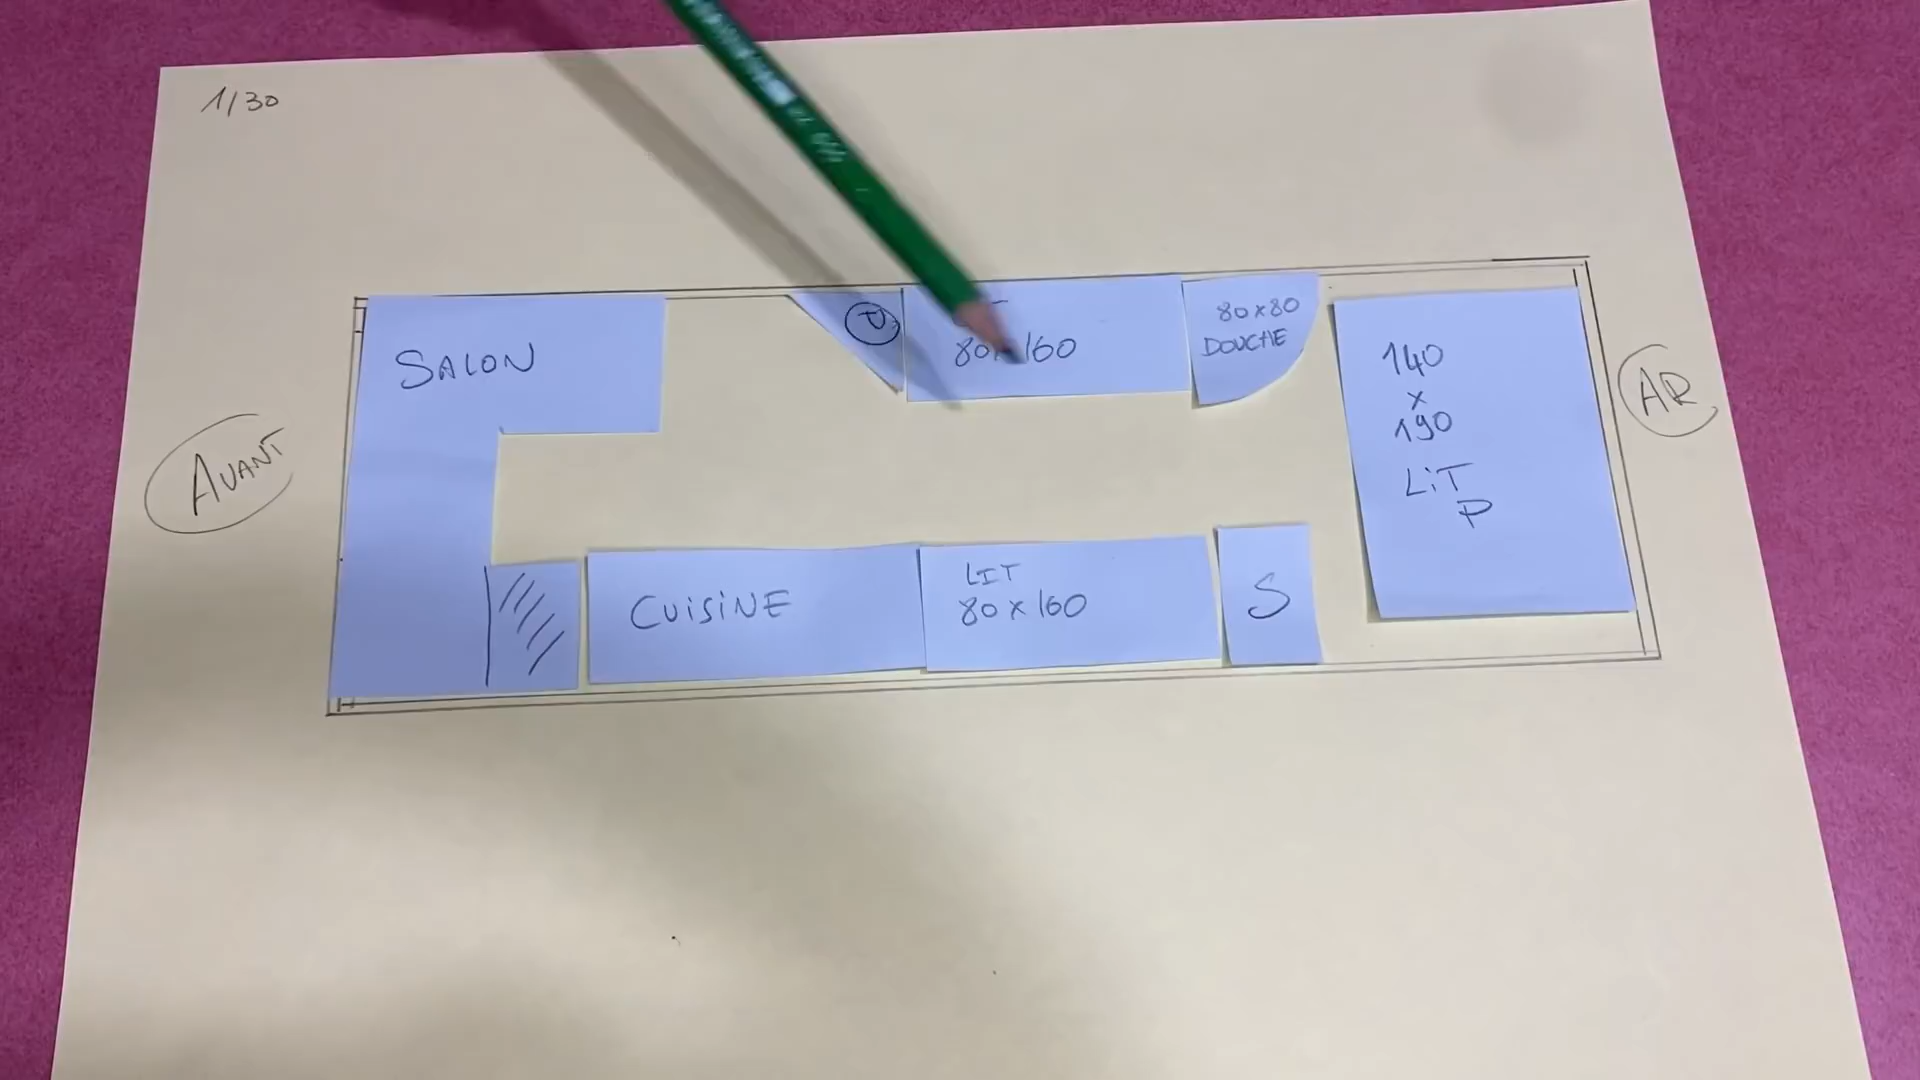 1/30
AVANT
SALON
P
80x160
80x80
DOUCHE
140
x
190
LiT
P
AR
CUiSiNE
LIT
80x160
S